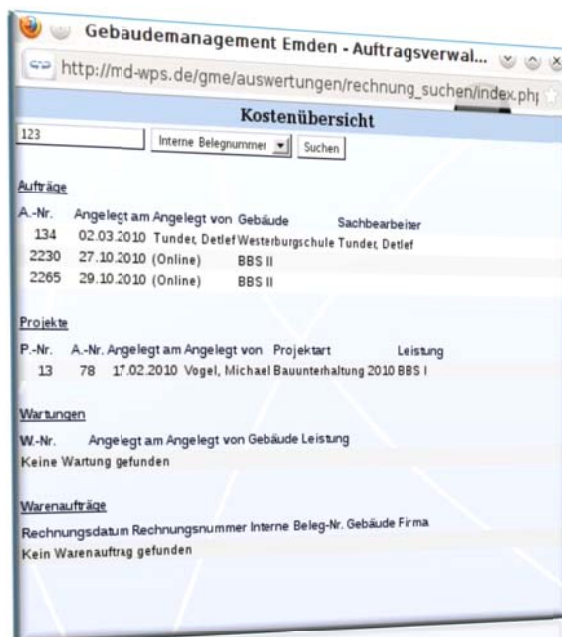 Gebäudemanagement Emden - Auftragsverwal...
http://md-wps.de/gme/auswertungen/rechnung_suchen/index.php
Kostenübersicht
123 Interne Belegnummer Suchen
Aufträge
A.-Nr. Angelegt am Angelegt von Gebäude Sachbearbeiter
134 02.03.2010 Tunder, Detlef Westerburgschule Tunder, Detlef
2230 27.10.2010 (Online) BBS II
2265 29.10.2010 (Online) BBS II
Projekte
P.-Nr. A.-Nr. Angelegt am Angelegt von Projektart Leistung
13 78 17.02.2010 Vogel, Michael Bauunterhaltung 2010 BBS I
Wartungen
W.-Nr. Angelegt am Angelegt von Gebäude Leistung
Keine Wartung gefunden
Warenaufträge
Rechnungsdatum Rechnungsnummer Interne Beleg-Nr. Gebäude Firma
Kein Warenauftrag gefunden